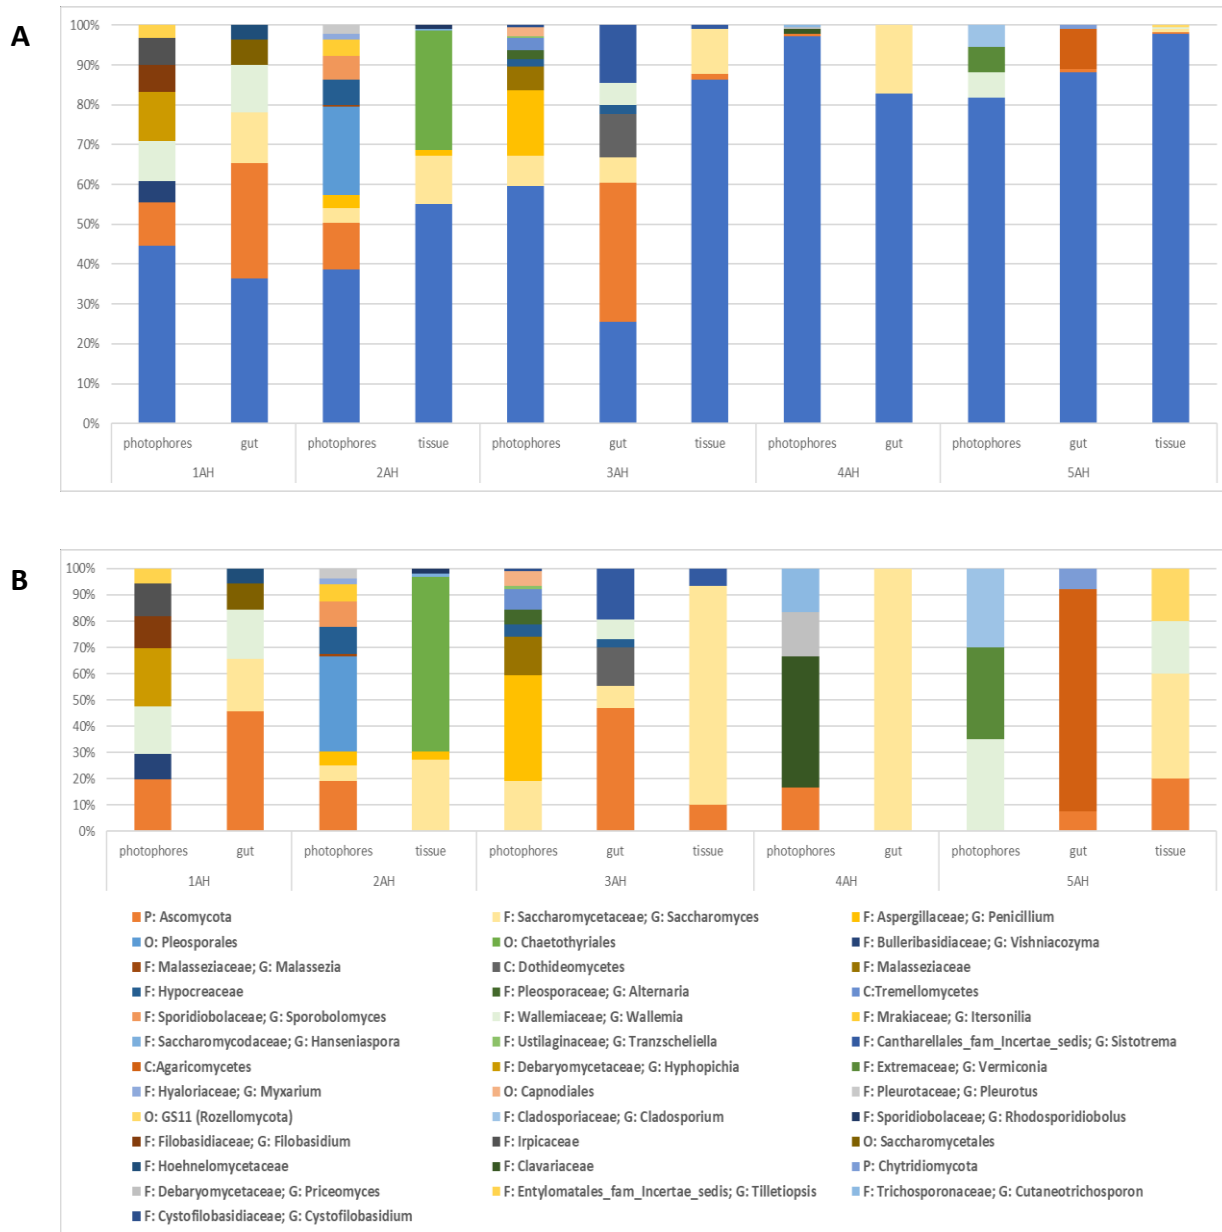 A
100%
90%
80%
70%
60%
50%
40%
30%
20%
10%
0%
photophores gut photophores tissue photophores gut tissue photophores gut photophores gut tissue
1AH 2AH 3AH 4AH 5AH
B
100%
90%
80%
70%
60%
50%
40%
30%
20%
10%
0%
photophores gut photophores tissue photophores gut tissue photophores gut photophores gut tissue
1AH 2AH 3AH 4AH 5AH
P: Ascomycota F: Saccharomycetaceae; G: Saccharomyces F: Aspergillaceae; G: Penicillium
O: Pleosporales O: Chaetothyriales F: Bulleribasidiaceae; G: Vishniacozyma
F: Malasseziaceae; G: Malassezia C: Dothideomycetes F: Malasseziaceae
F: Hypocreaceae F: Pleosporaceae; G: Alternaria C:Tremellomycetes
F: Sporidiobolaceae; G: Sporobolomyces F: Wallemiaceae; G: Wallemia F: Mrakiaceae; G: Itersonilia
F: Saccharomycodaceae; G: Hanseniaspora F: Ustilaginaceae; G: Tranzscheliella F: Cantharellales_fam_Incertae_sedis; G: Sistotrema
C:Agaricomycetes F: Debaryomycetaceae; G: Hyphopichia F: Extremaceae; G: Vermiconia
F: Hyaloriaceae; G: Myxarium O: Capnodiales F: Pleurotaceae; G: Pleurotus
O: GS11 (Rozellomycota) F: Cladosporiaceae; G: Cladosporium F: Sporidiobolaceae; G: Rhodosporidiobolus
F: Filobasidiaceae; G: Filobasidium F: Irpicaceae O: Saccharomycetales
F: Hoehnelomycetaceae F: Clavariaceae P: Chytridiomycota
F: Debaryomycetaceae; G: Priceomyces F: Entylomatales_fam_Incertae_sedis; G: Tilletiopsis F: Trichosporonaceae; G: Cutaneotrichosporon
F: Cystofilobasidiaceae; G: Cystofilobasidium